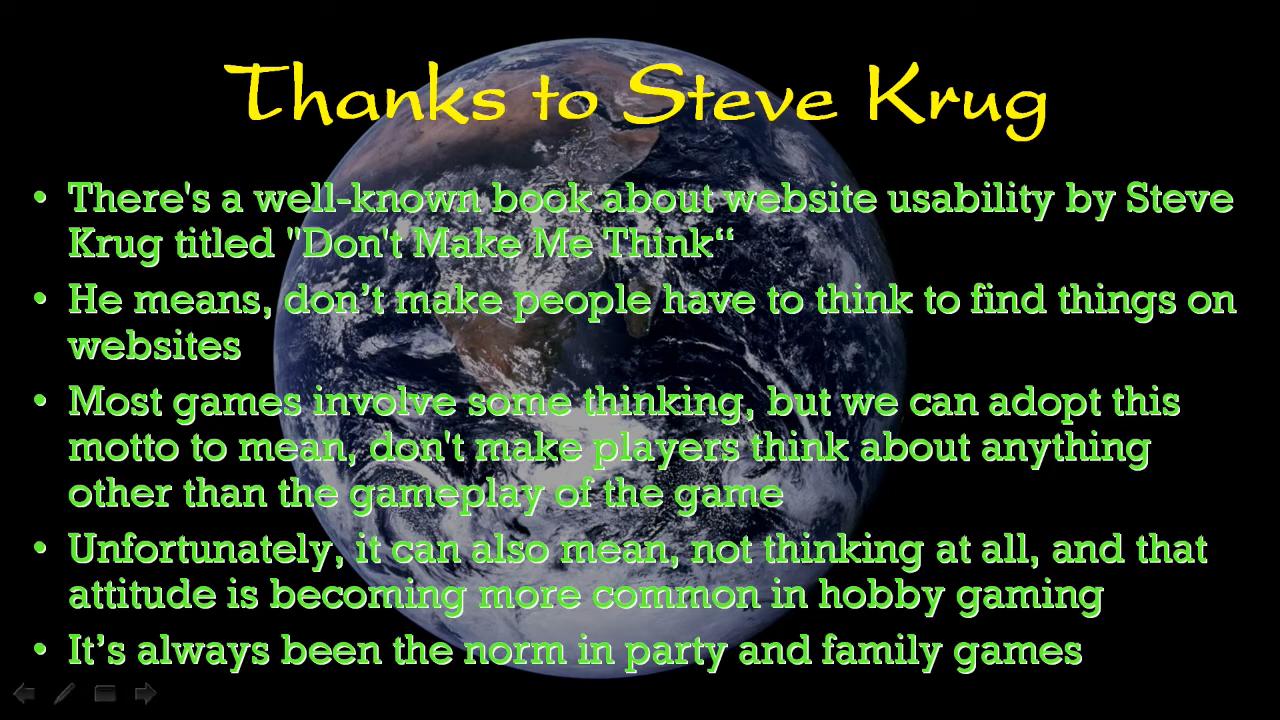 Thanks to Steve Krug
• There's a well-known book about website usability by Steve
Krug titled "Don't Make Me Think“
• He means, don’t make people have to think to find things on
websites
• Most games involve some thinking, but we can adopt this
motto to mean, don't make players think about anything
other than the gameplay of the game
• Unfortunately, it can also mean, not thinking at all, and that
attitude is becoming more common in hobby gaming
• It’s always been the norm in party and family games